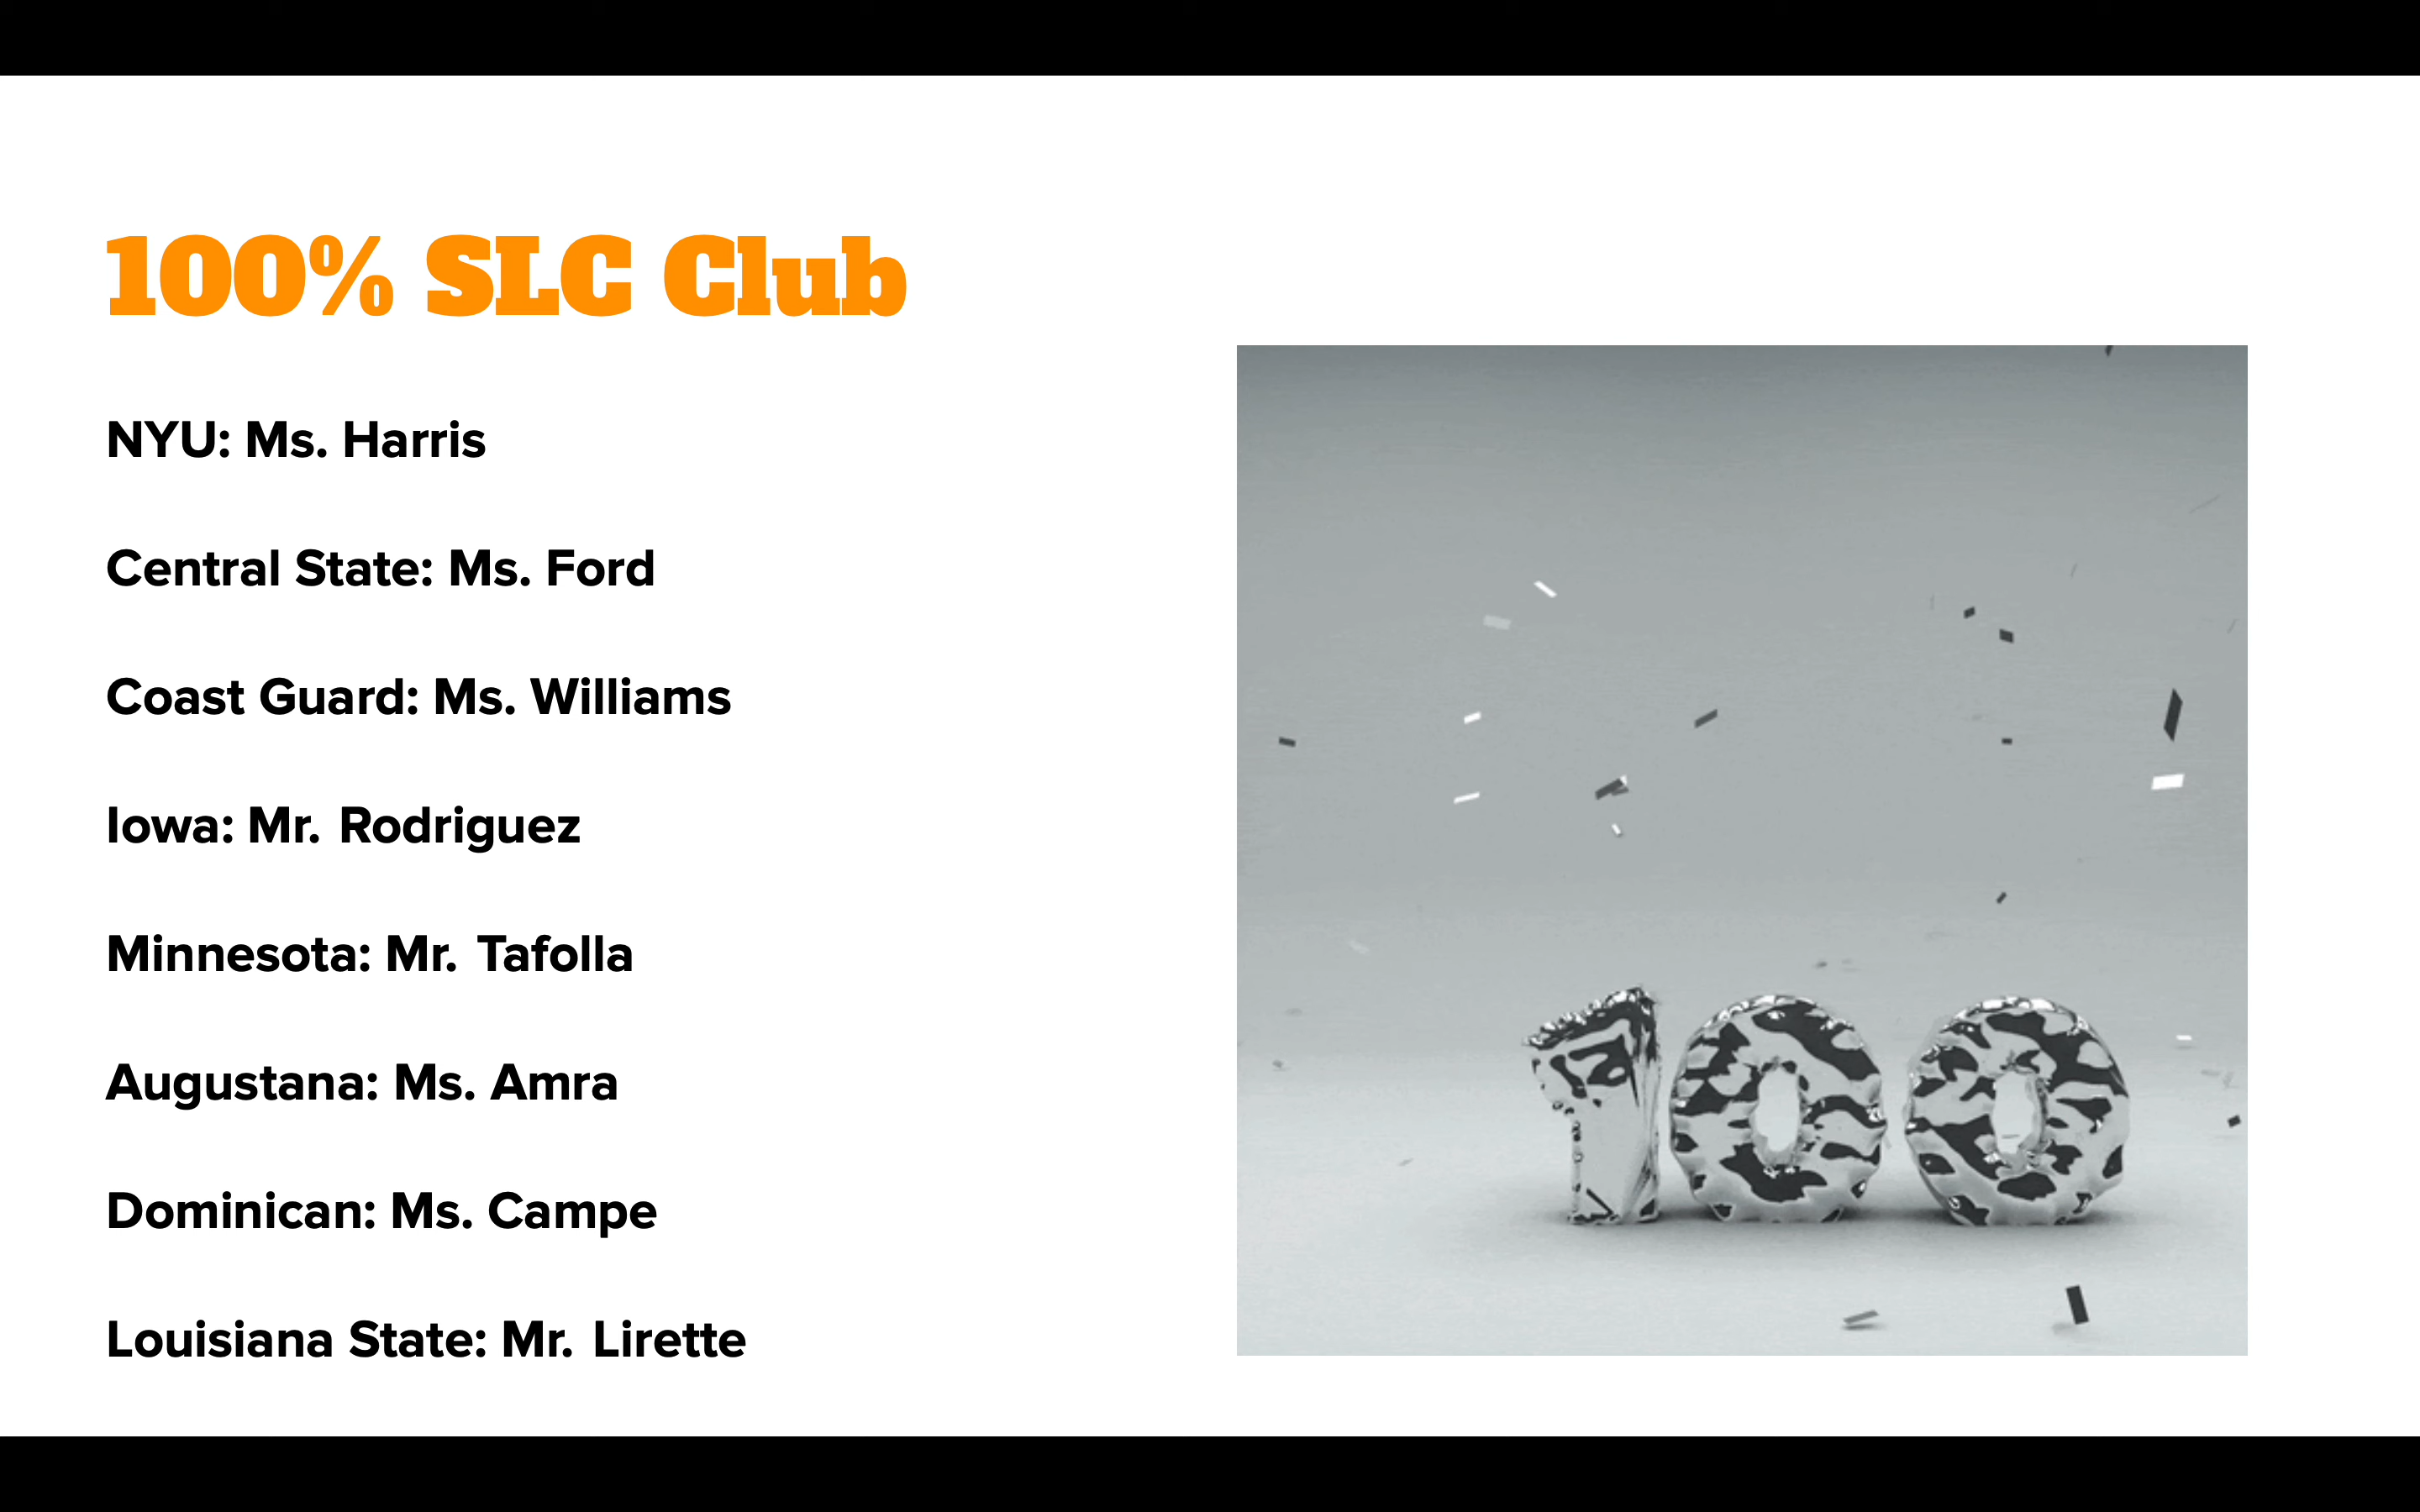 100% SLC Club
NYU: Ms. Harris
Central State: Ms. Ford
Coast Guard: Ms. Williams
Iowa: Mr. Rodriguez
Minnesota: Mr. Tafolla
Augustana: Ms. Amra
Dominican: Ms. Campe
Louisiana State: Mr. Lirette
100